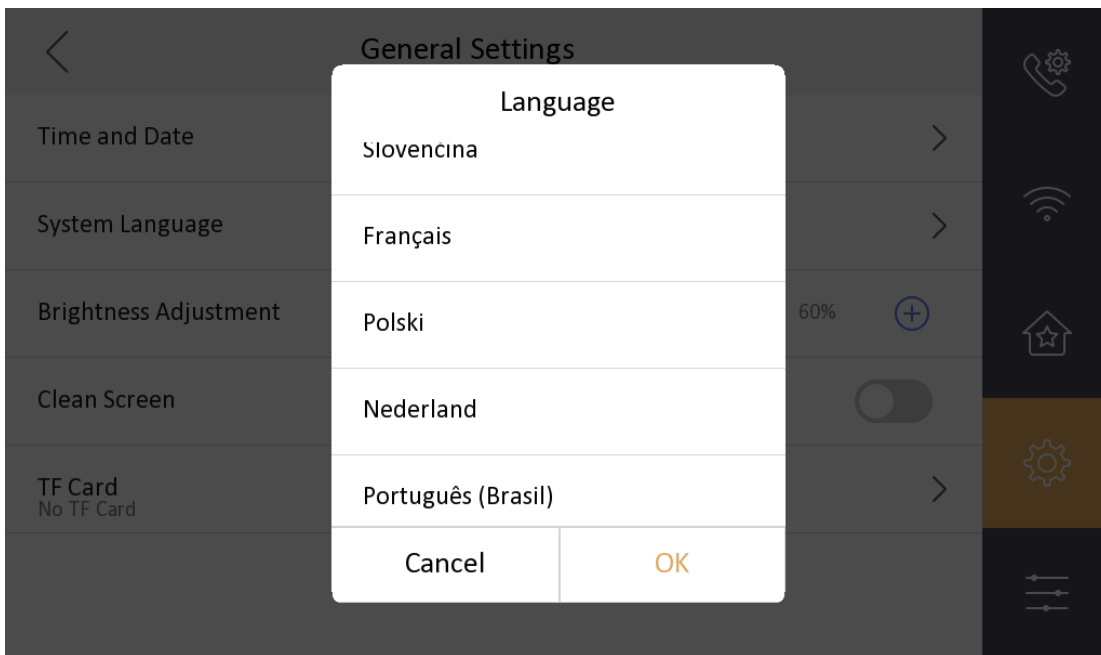 General Settings
Language
Time and Date
Slovenčina
System Language
Français
Brightness Adjustment
60%
Polski
Clean Screen
Nederland
TF Card
No TF Card
Português (Brasil)
Cancel
OK